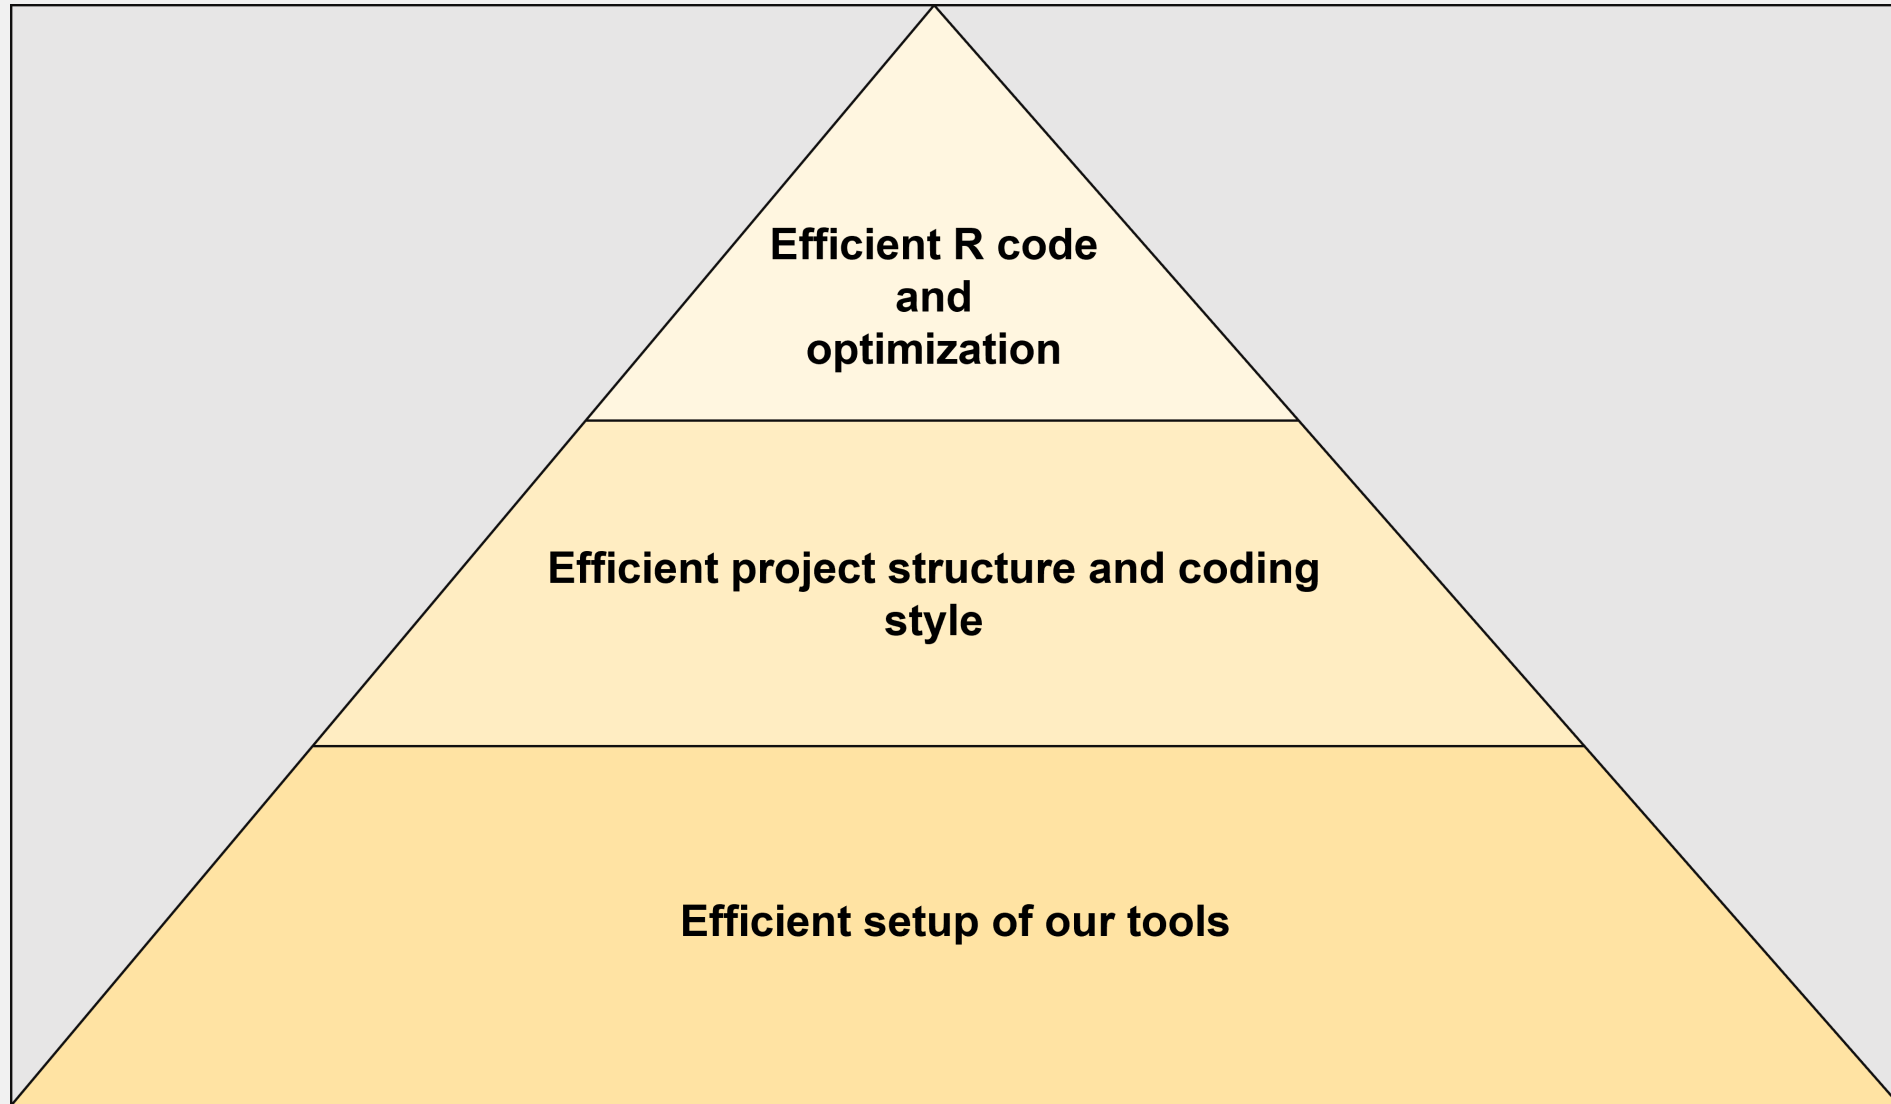 Efficient R code
and
optimization
Efficient project structure and coding
style
Efficient setup of our tools